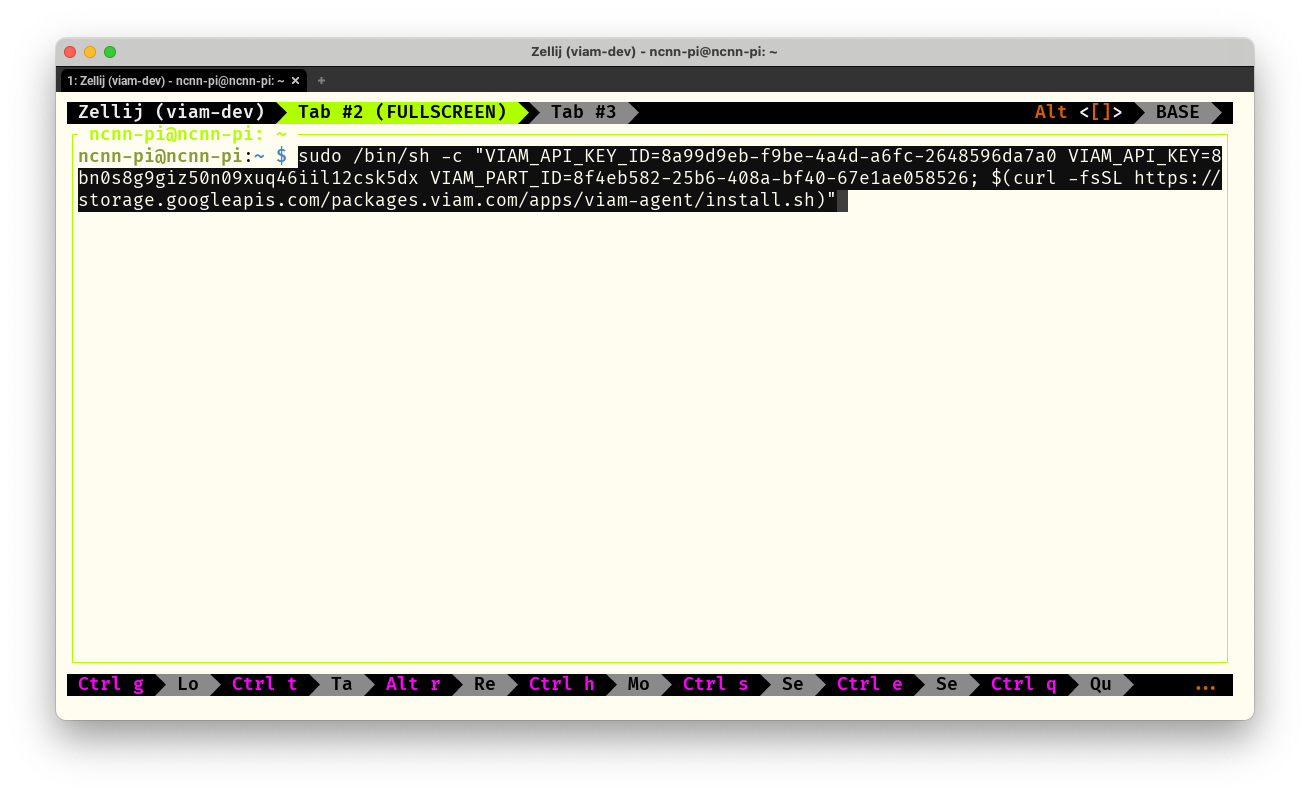 Zellij (viam-dev) - ncnn-pi@ncnn-pi: ~
1: Zellij (viam-dev) - ncnn-pi@ncnn-pi: ~ × +
Zellij (viam-dev) Tab #2 (FULLSCREEN) Tab #3 Alt <[]> BASE
ncnn-pi@ncnn-pi: ~
ncnn-pi@ncnn-pi:~ $ sudo /bin/sh -c "VIAM_API_KEY_ID=8a99d9eb-f9be-4a4d-a6fc-2648596da7a0 VIAM_API_KEY=8
bn0s8g9giz50n09xuq46iil12csk5dx VIAM_PART_ID=8f4eb582-25b6-408a-bf40-67e1ae058526; $(curl -fsSL https://
storage.googleapis.com/packages.viam.com/apps/viam-agent/install.sh)"
Ctrl g Lo Ctrl t Ta Alt r Re Ctrl h Mo Ctrl s Se Ctrl e Se Ctrl q Qu ...